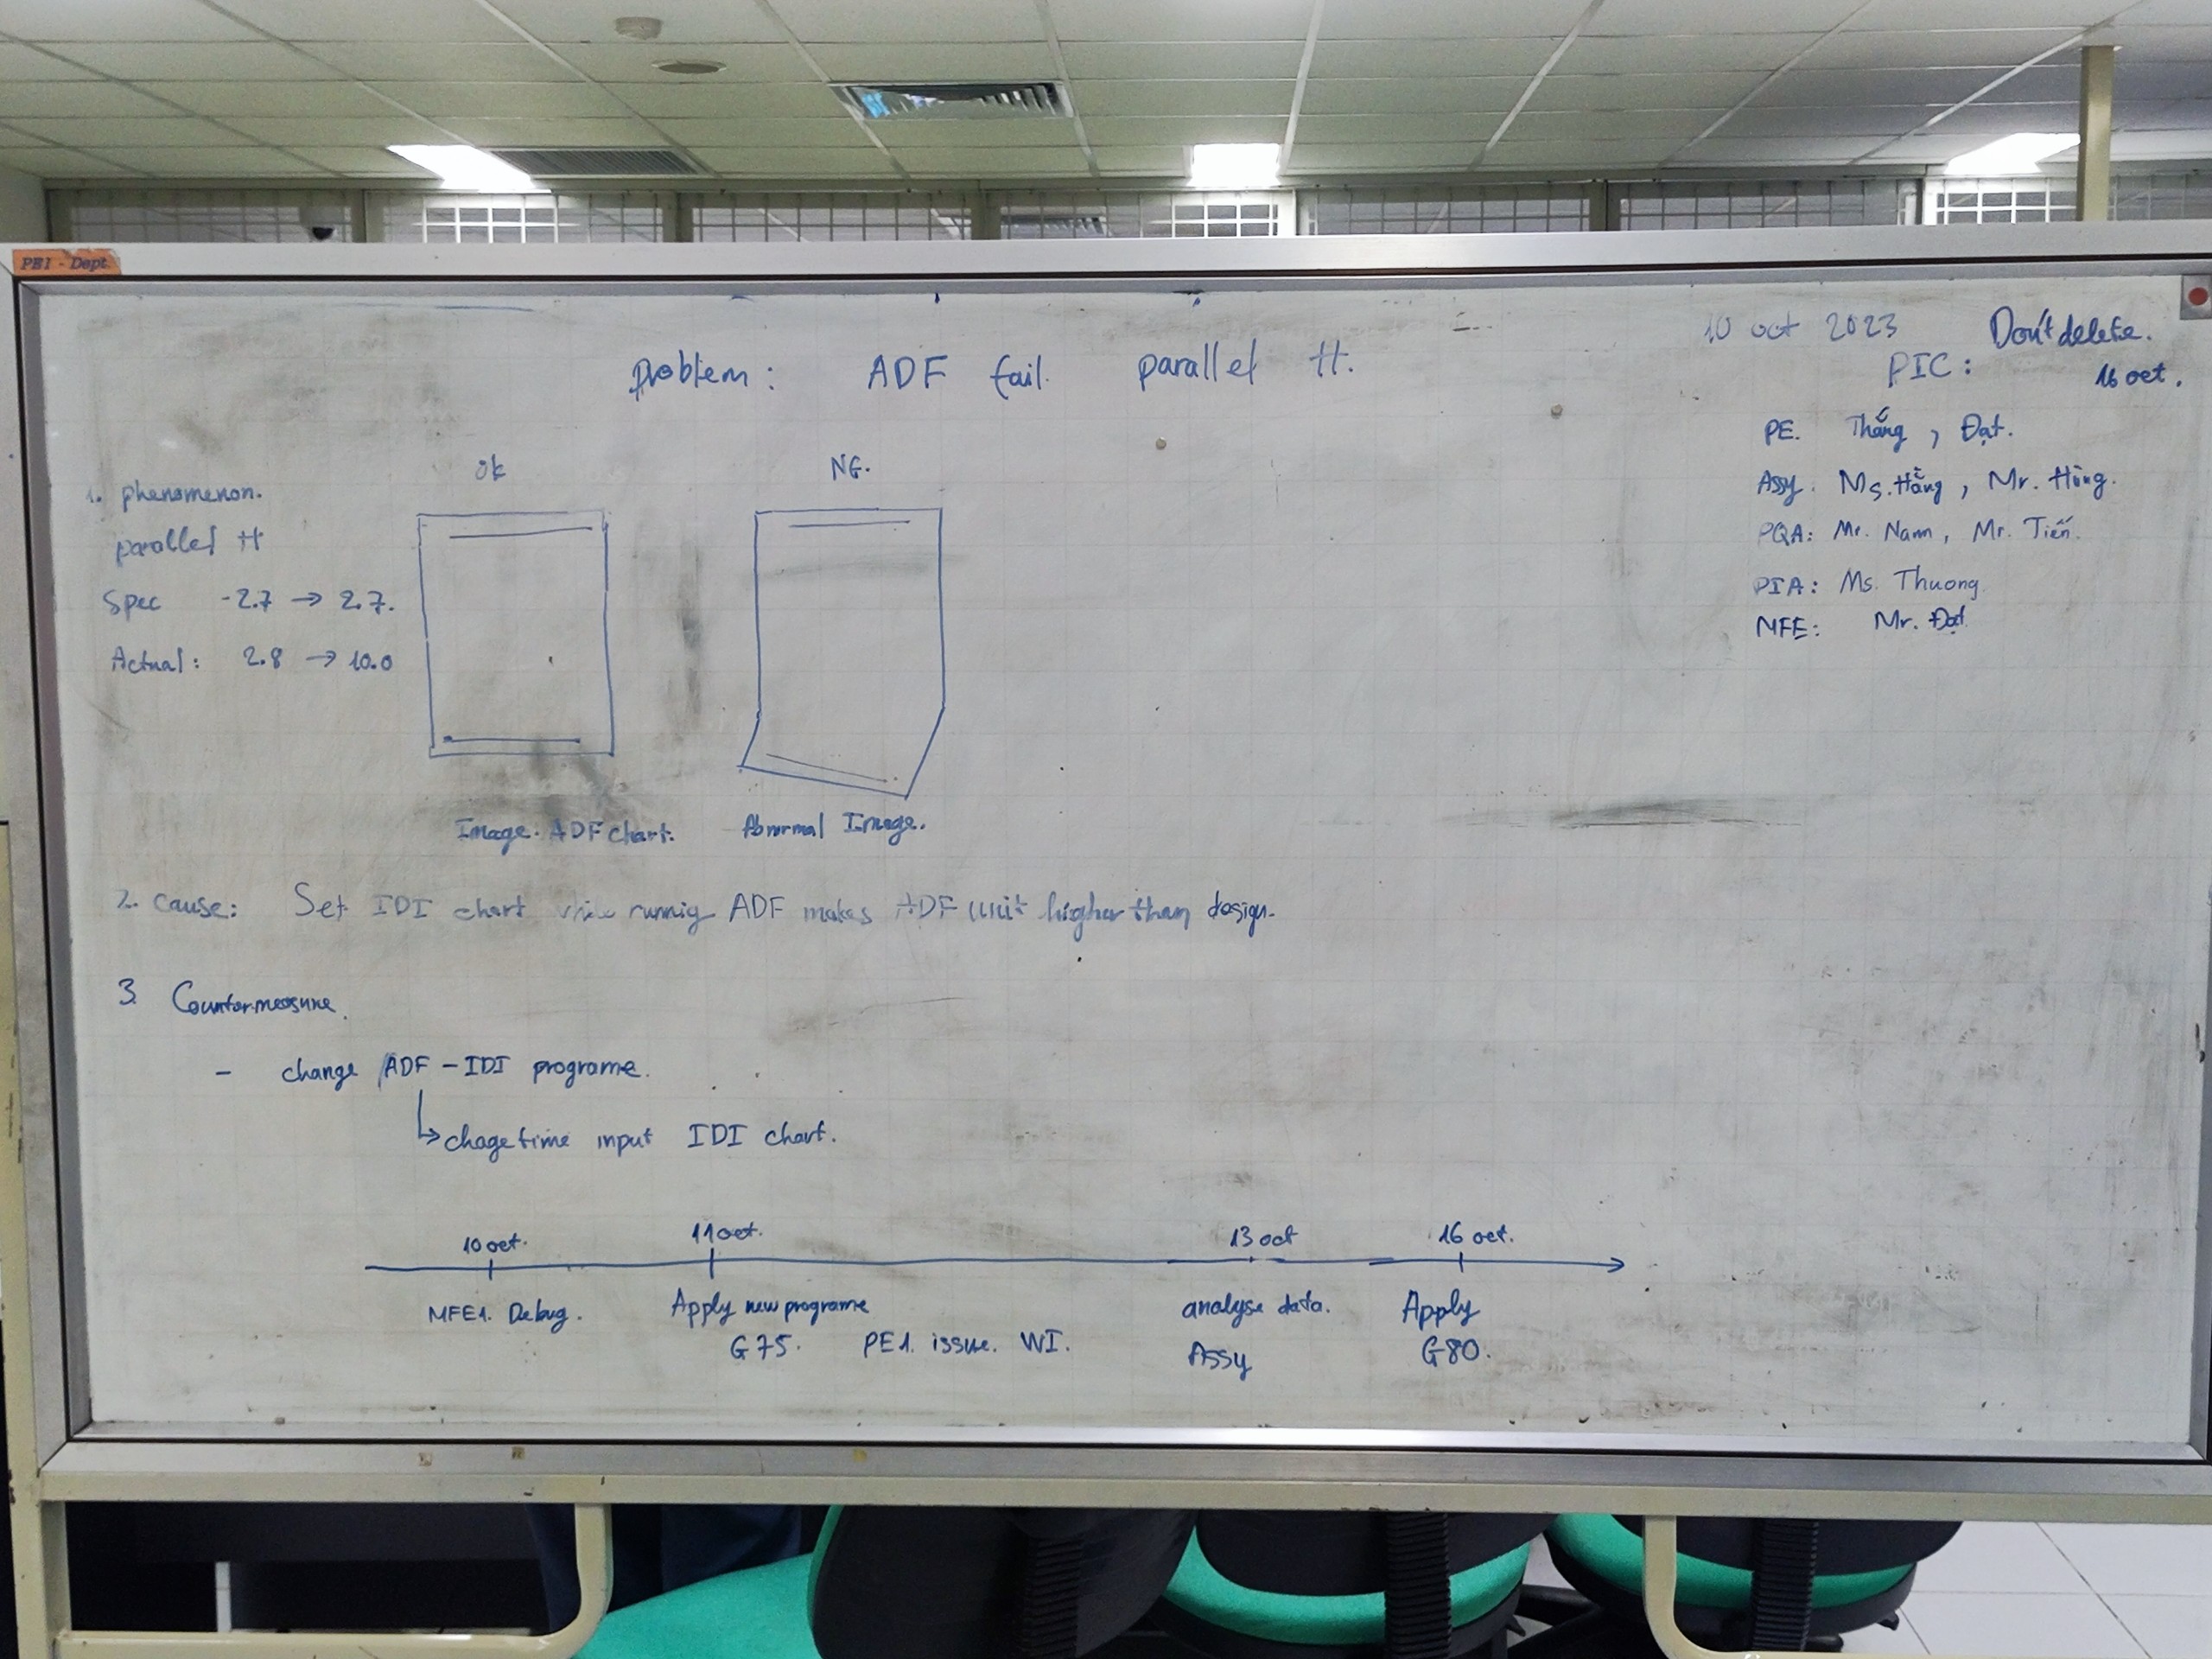 PE1 - Dept.
10 oct 2023 Don't delete.
PIC: 16 oct.
Problem: ADF fail parallel H.
PE. Thắng, Đạt.
Assy. Ms. Hằng, Mr. Hùng.
PQA: Mr. Nam, Mr. Tiến.
PIA: Ms. Thuong
MFE: Mr. Đạt
1. phenomenon.
parallel H
Spec -2.7 → 2.7.
Actual: 2.8 → 10.0
ok NG.
Image. ADF chart. Abnormal Image.
2. cause: Set IDI chart running ADF makes ADF unit higher than design.
3. Countermeasure.
- change ADF - IDI programe.
↳ chage time input IDI chart.
10 oct. 11 oct. 13 oct 16 oct.
MFE1. Debug. Apply new programe analyse data. Apply
G75. PE1. issue. WI. Assy G80.